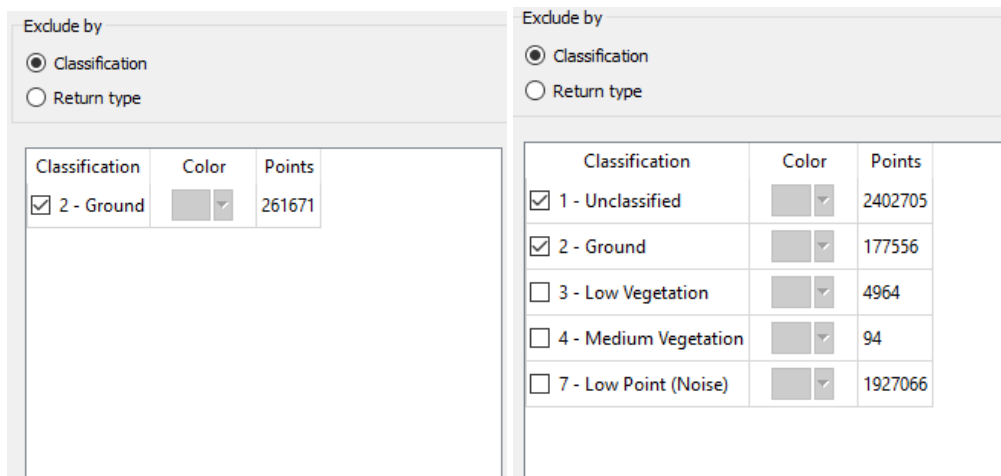 Exclude by
Classification
Return type
Classification Color Points
2 - Ground 261671
Exclude by
Classification
Return type
Classification Color Points
1 - Unclassified 2402705
2 - Ground 177556
3 - Low Vegetation 4964
4 - Medium Vegetation 94
7 - Low Point (Noise) 1927066